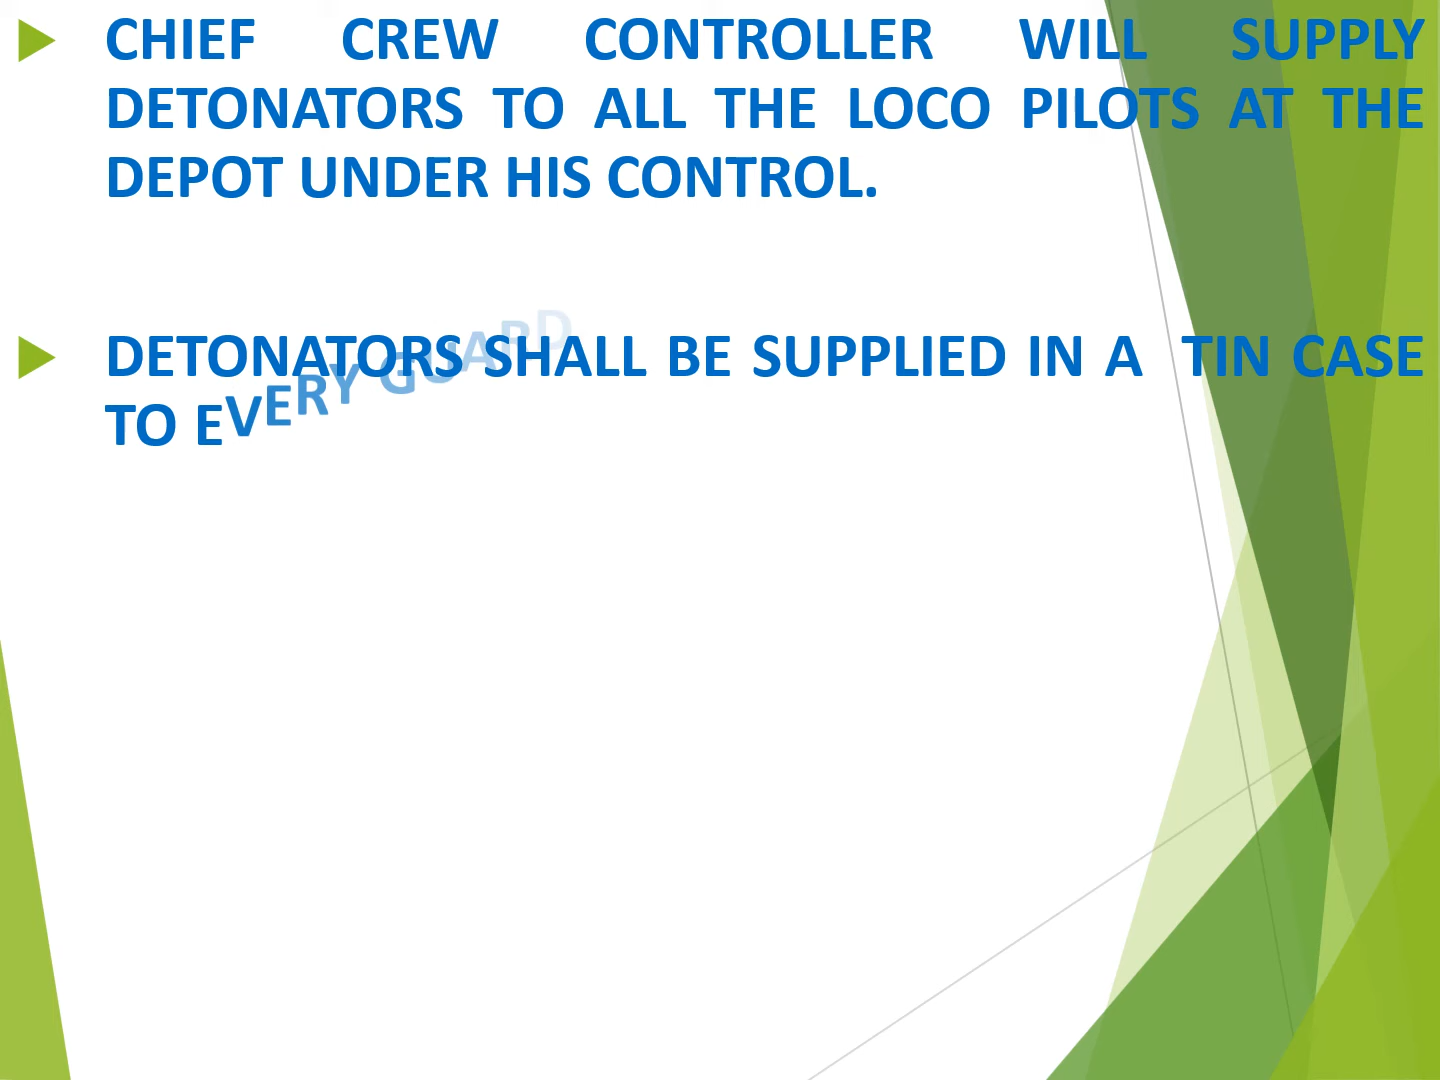 CHIEF CREW CONTROLLER WILL SUPPLY
DETONATORS TO ALL THE LOCO PILOTS AT THE
DEPOT UNDER HIS CONTROL.
DETONATORS SHALL BE SUPPLIED IN A TIN CASE
TO EVERY GUARD